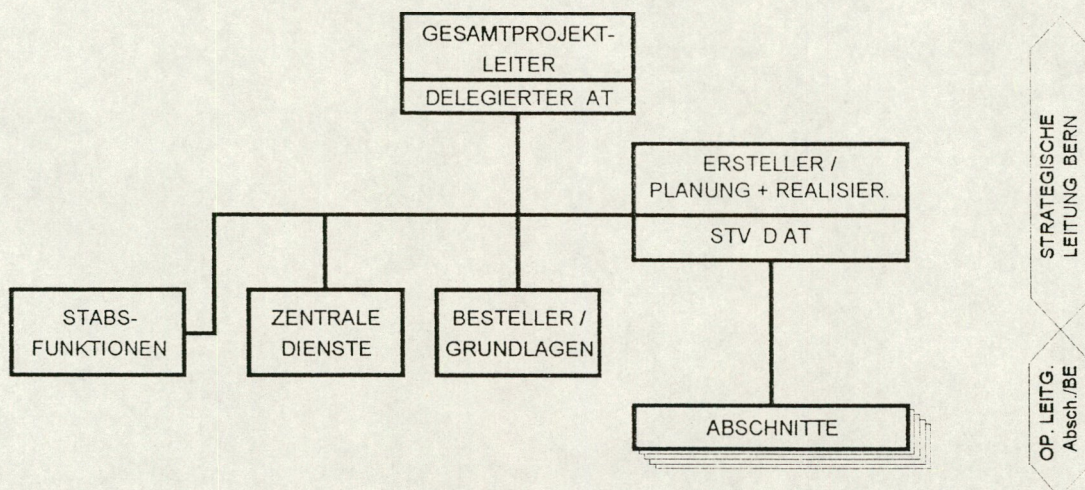 GESAMTPROJEKT-
LEITER
DELEGIERTER AT
ERSTELLER /
PLANUNG + REALISIER.
STV D AT
STABS-
FUNKTIONEN
ZENTRALE
DIENSTE
BESTELLER /
GRUNDLAGEN
ABSCHNITTE
STRATEGISCHE
LEITUNG BERN
OP. LEITG.
Absch./BE